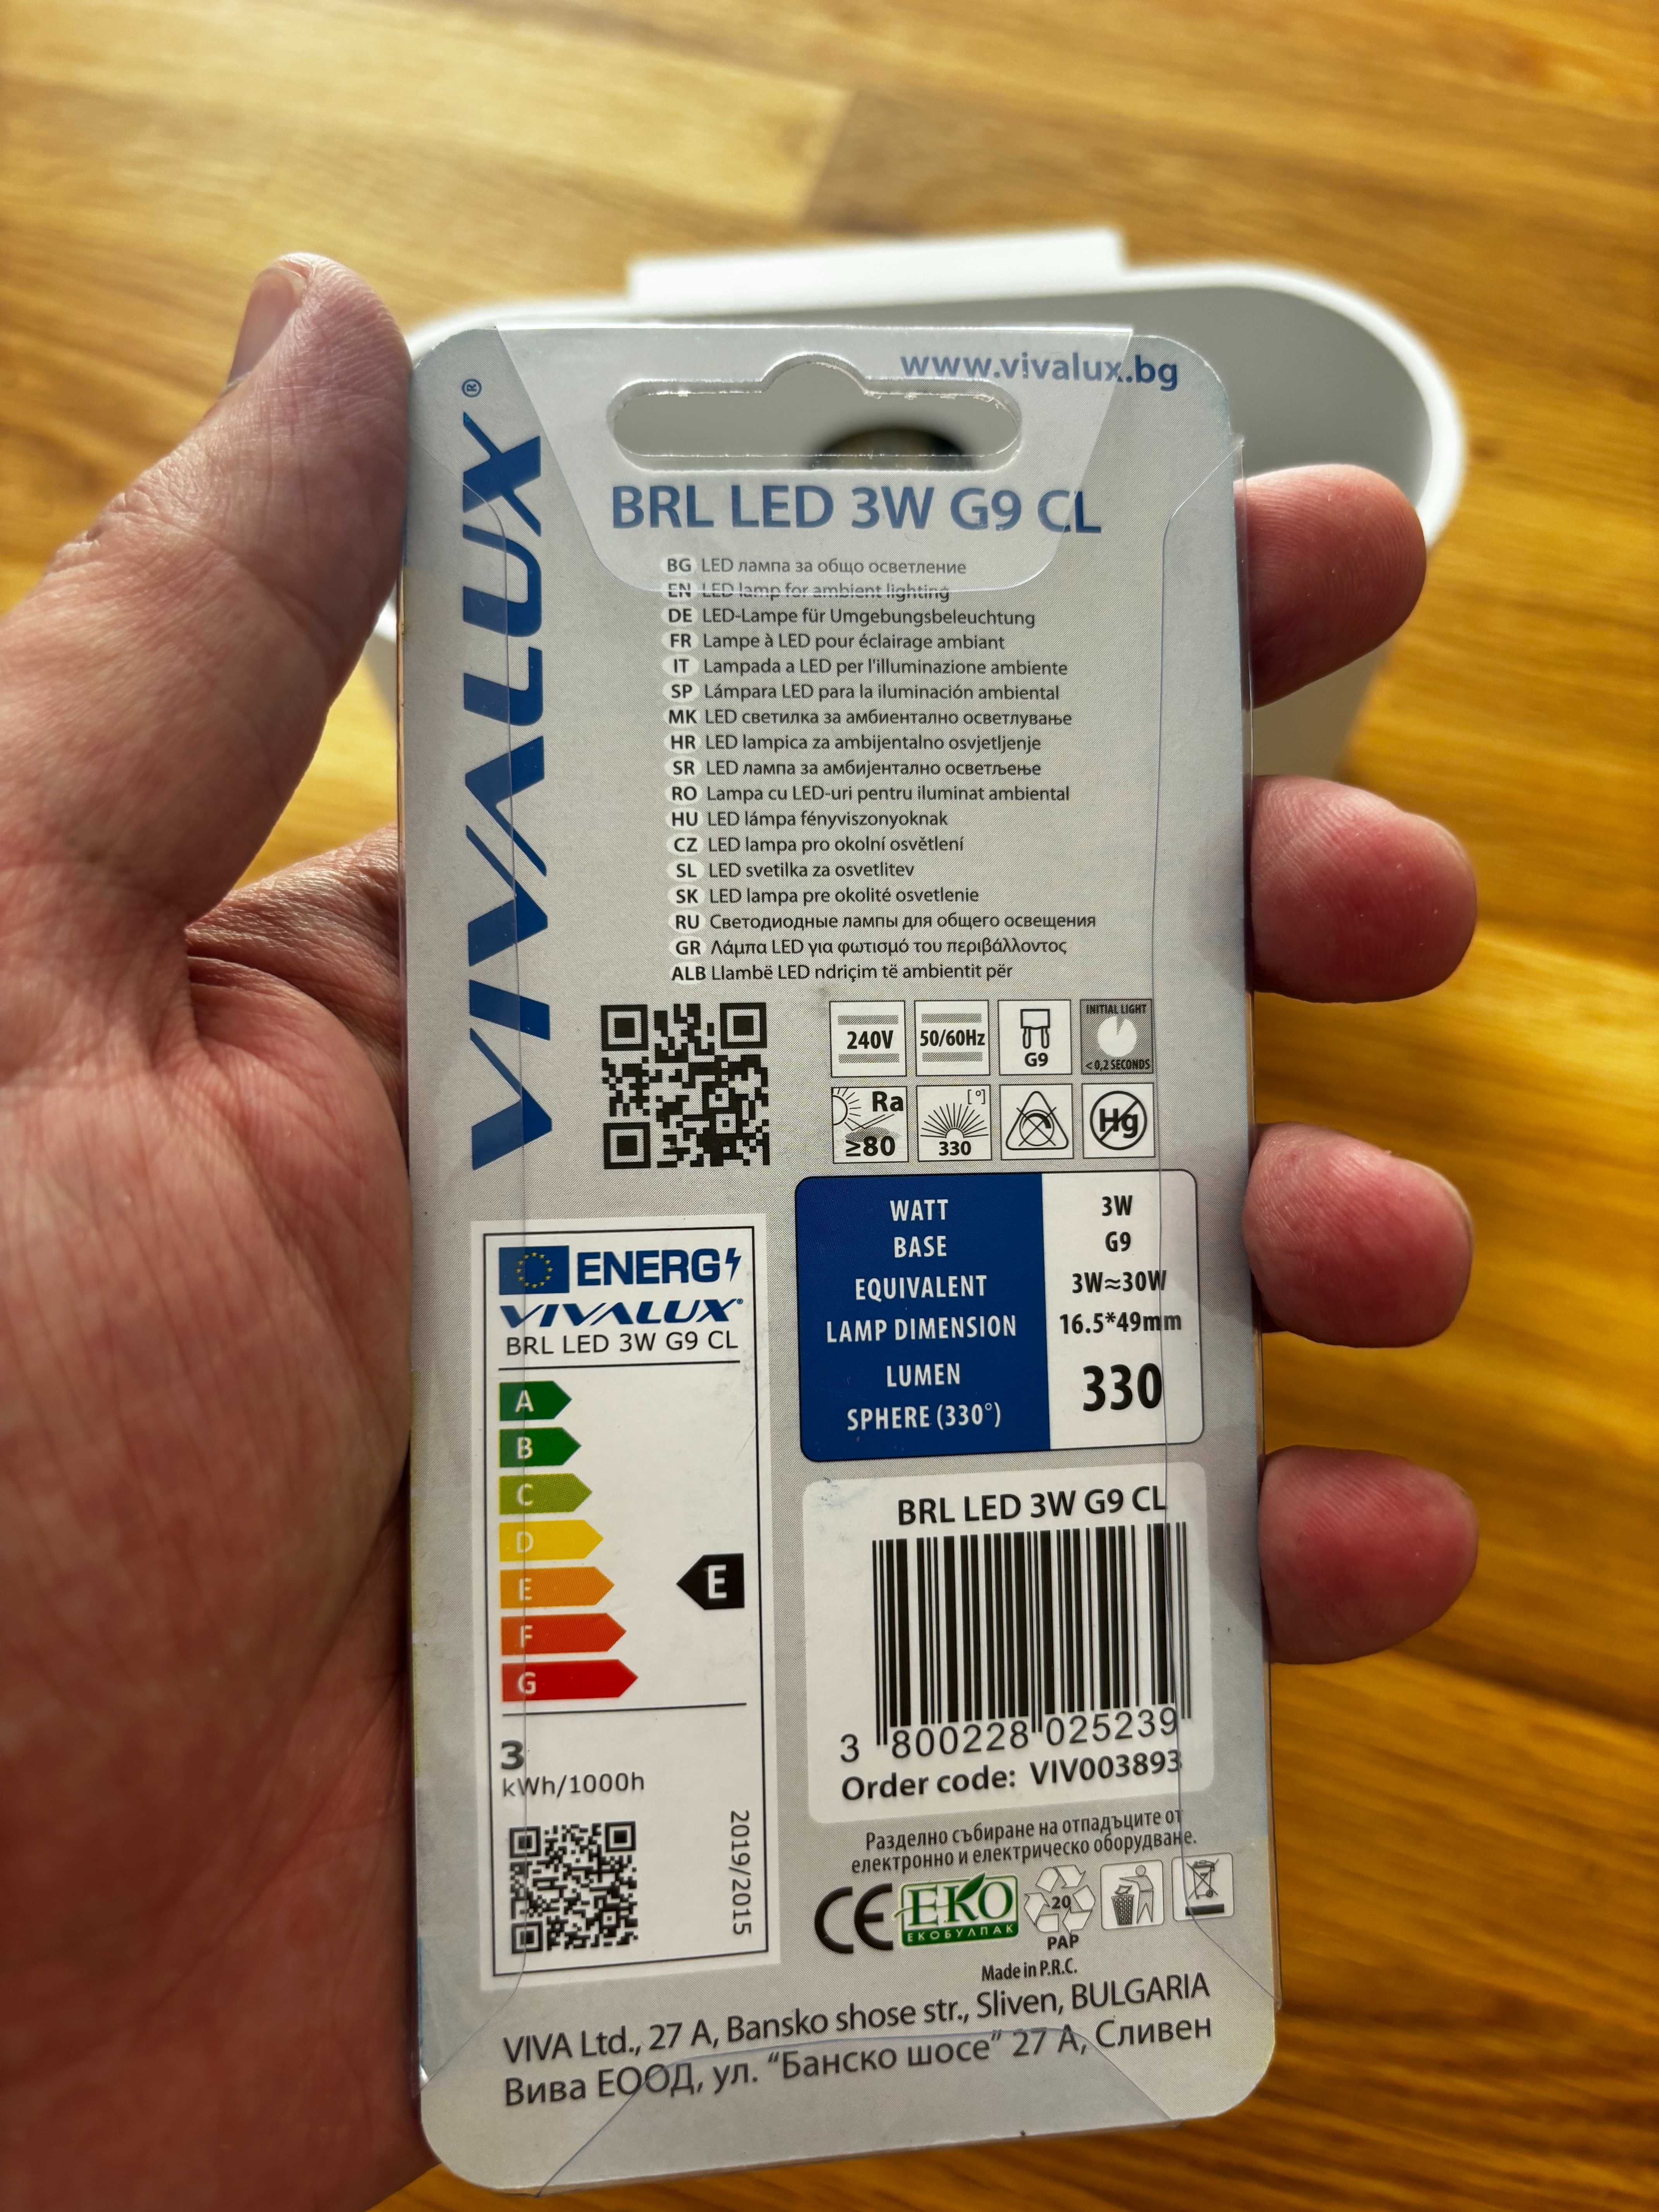 www.vivalux.bg
VIVALUX®
BRL LED 3W G9 CL
BG LED лампа за общо осветление
EN LED lamp for ambient lighting
DE LED-Lampe für Umgebungsbeleuchtung
FR Lampe à LED pour éclairage ambiant
IT Lampada a LED per l'illuminazione ambiente
SP Lámpara LED para la iluminación ambiental
MK LED светилка за амбиентално осветлување
HR LED lampica za ambijentalno osvjetljenje
SR LED лампа за амбијентално осветљење
RO Lampa cu LED-uri pentru iluminat ambiental
HU LED lámpa fényviszonyoknak
CZ LED lampa pro okolní osvětlení
SL LED svetilka za osvetlitev
SK LED lampa pre okolité osvetlenie
RU Светодиодные лампы для общего освещения
GR Λάμπα LED για φωτισμό του περιβάλλοντος
ALB Llambë LED ndriçim të ambientit për
240V
50/60Hz
G9
INITIAL LIGHT
< 0,2 SECONDS
Ra
≥80
[°]
330
Hg
WATT 3W
BASE G9
EQUIVALENT 3W≈30W
LAMP DIMENSION 16.5*49mm
LUMEN
SPHERE (330°) 330
ENERG
VIVALUX®
BRL LED 3W G9 CL
A
B
C
D
E
E
F
G
3
kWh/1000h
2019/2015
BRL LED 3W G9 CL
3 800228 025239
Order code: VIV003893
Разделно събиране на отпадъците от
електронно и електрическо оборудване.
CE
EKO
ЕКОБУЛПАК
20
PAP
Made in P.R.C.
VIVA Ltd., 27 A, Bansko shose str., Sliven, BULGARIA
Вива ЕООД, ул. “Банско шосе” 27 А, Сливен